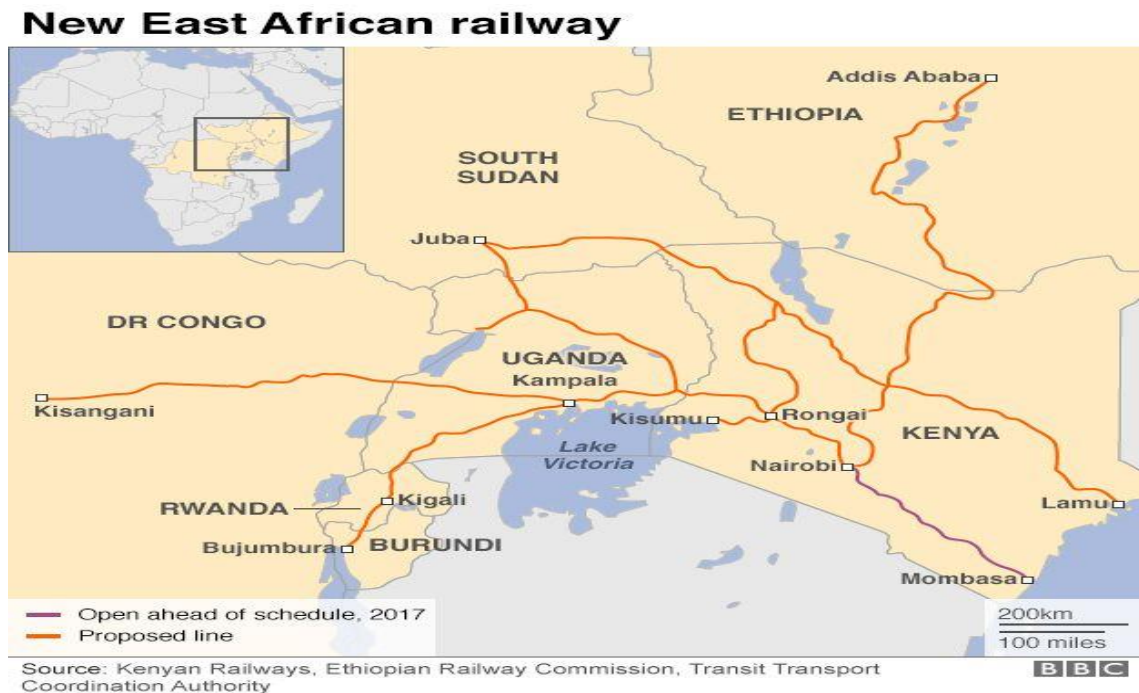 New East African railway
Addis Ababa
ETHIOPIA
SOUTH
SUDAN
Juba
DR CONGO
UGANDA
Kampala
Kisangani
Kisumu
Rongai
KENYA
Lake
Victoria
Nairobi
RWANDA
Kigali
Lamu
Bujumbura
BURUNDI
Mombasa
Open ahead of schedule, 2017
Proposed line
200km
100 miles
Source: Kenyan Railways, Ethiopian Railway Commission, Transit Transport
Coordination Authority
BBC